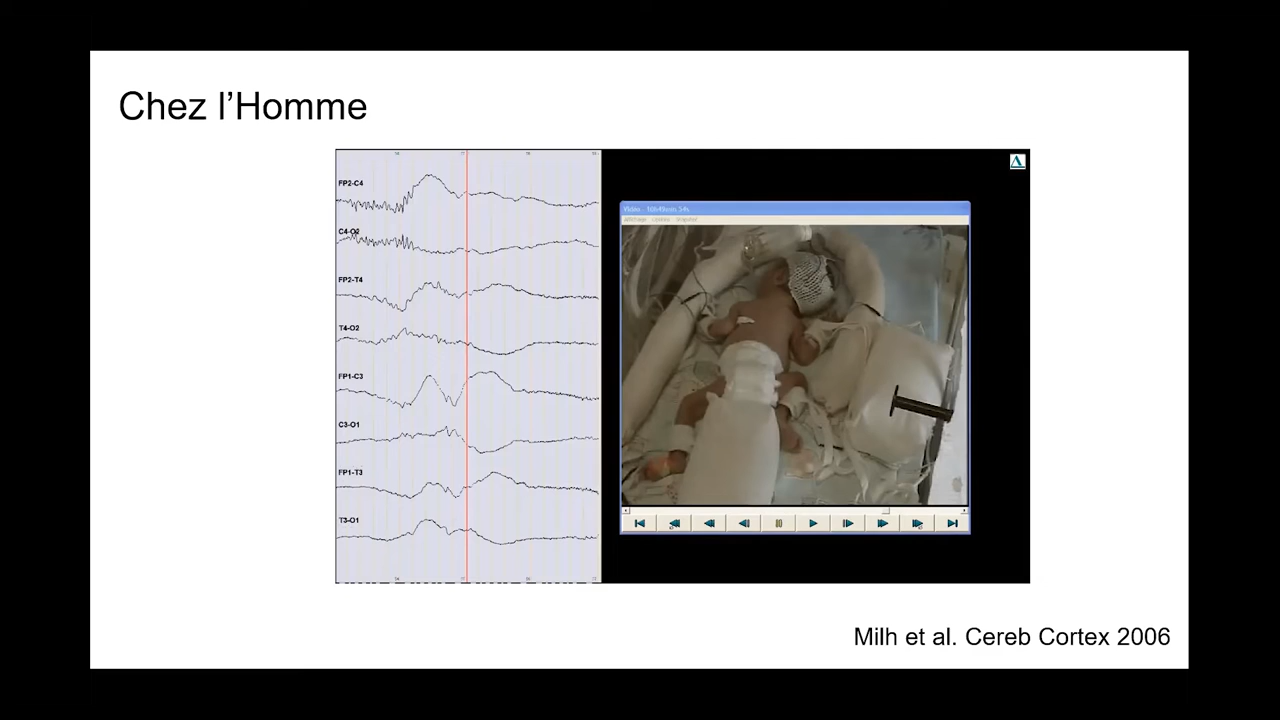 Chez l’Homme
FP2-C4
C4-O2
FP2-T4
T4-O2
FP1-C3
C3-O1
FP1-T3
T3-O1
Milh et al. Cereb Cortex 2006